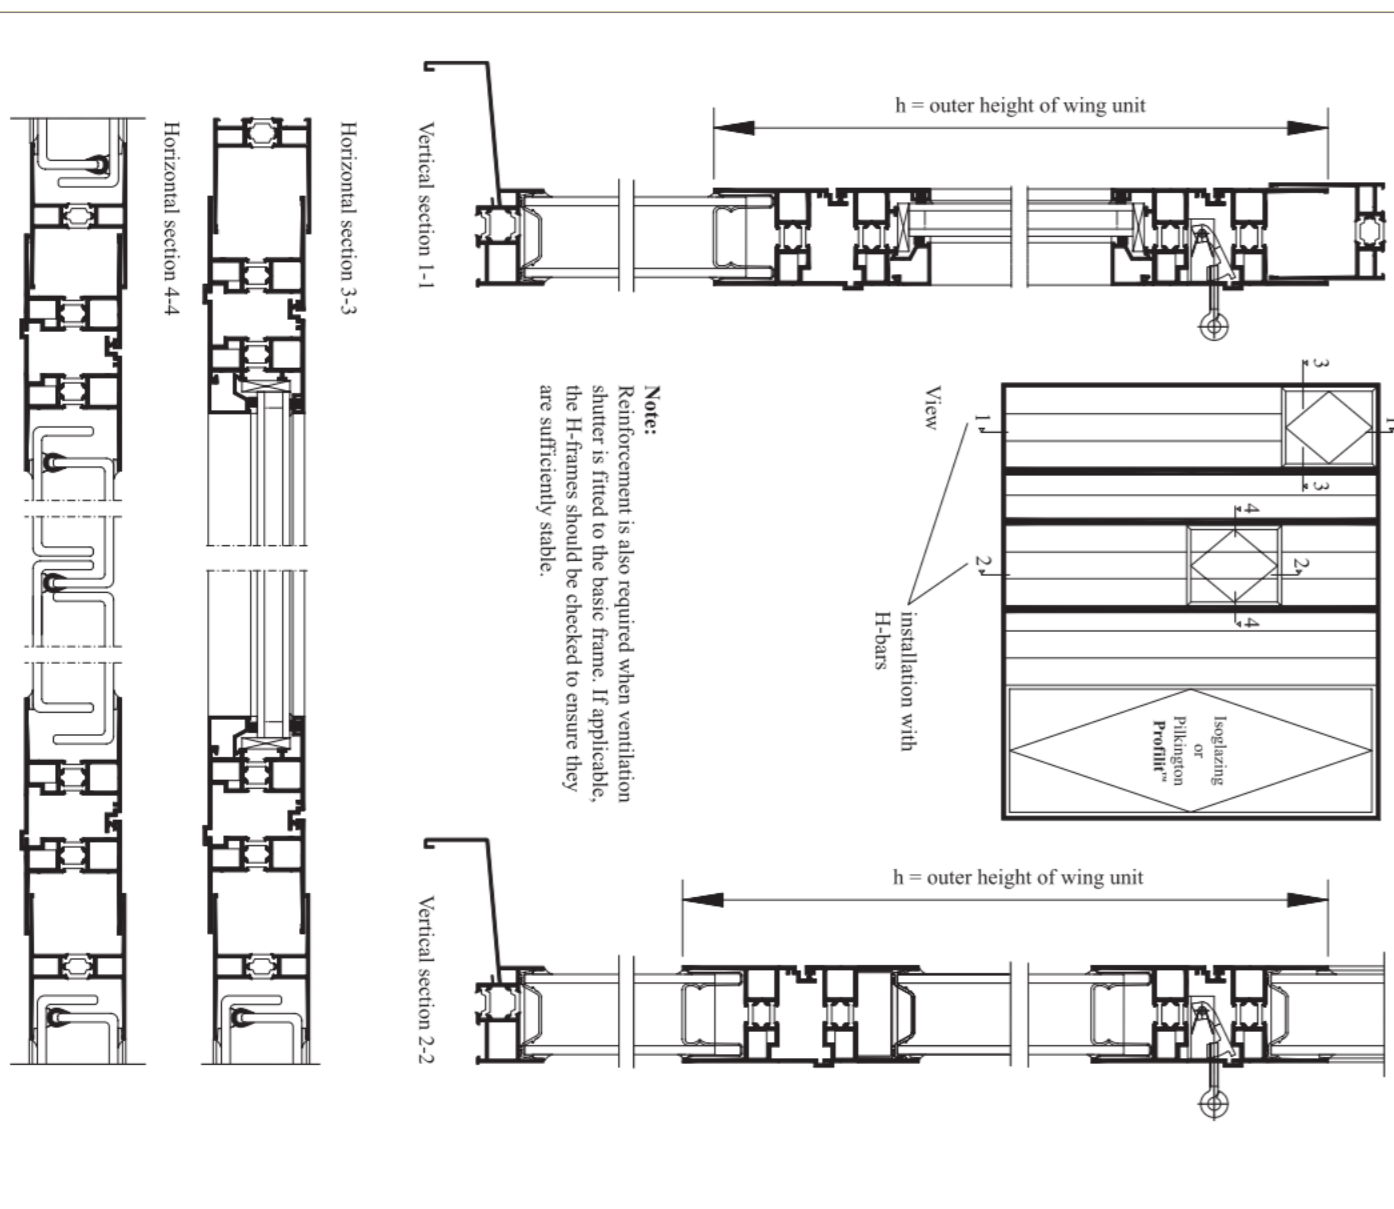 h = outer height of wing unit
Vertical section 1-1
Horizontal section 3-3
Horizontal section 4-4
View
1
1
3
3
4
4
2
2
installation with
H-bars
Isoglazing
or
Pilkington
Profilit™
Note:
Reinforcement is also required when ventilation
shutter is fitted to the basic frame. If applicable,
the H-frames should be checked to ensure they
are sufficiently stable.
h = outer height of wing unit
Vertical section 2-2